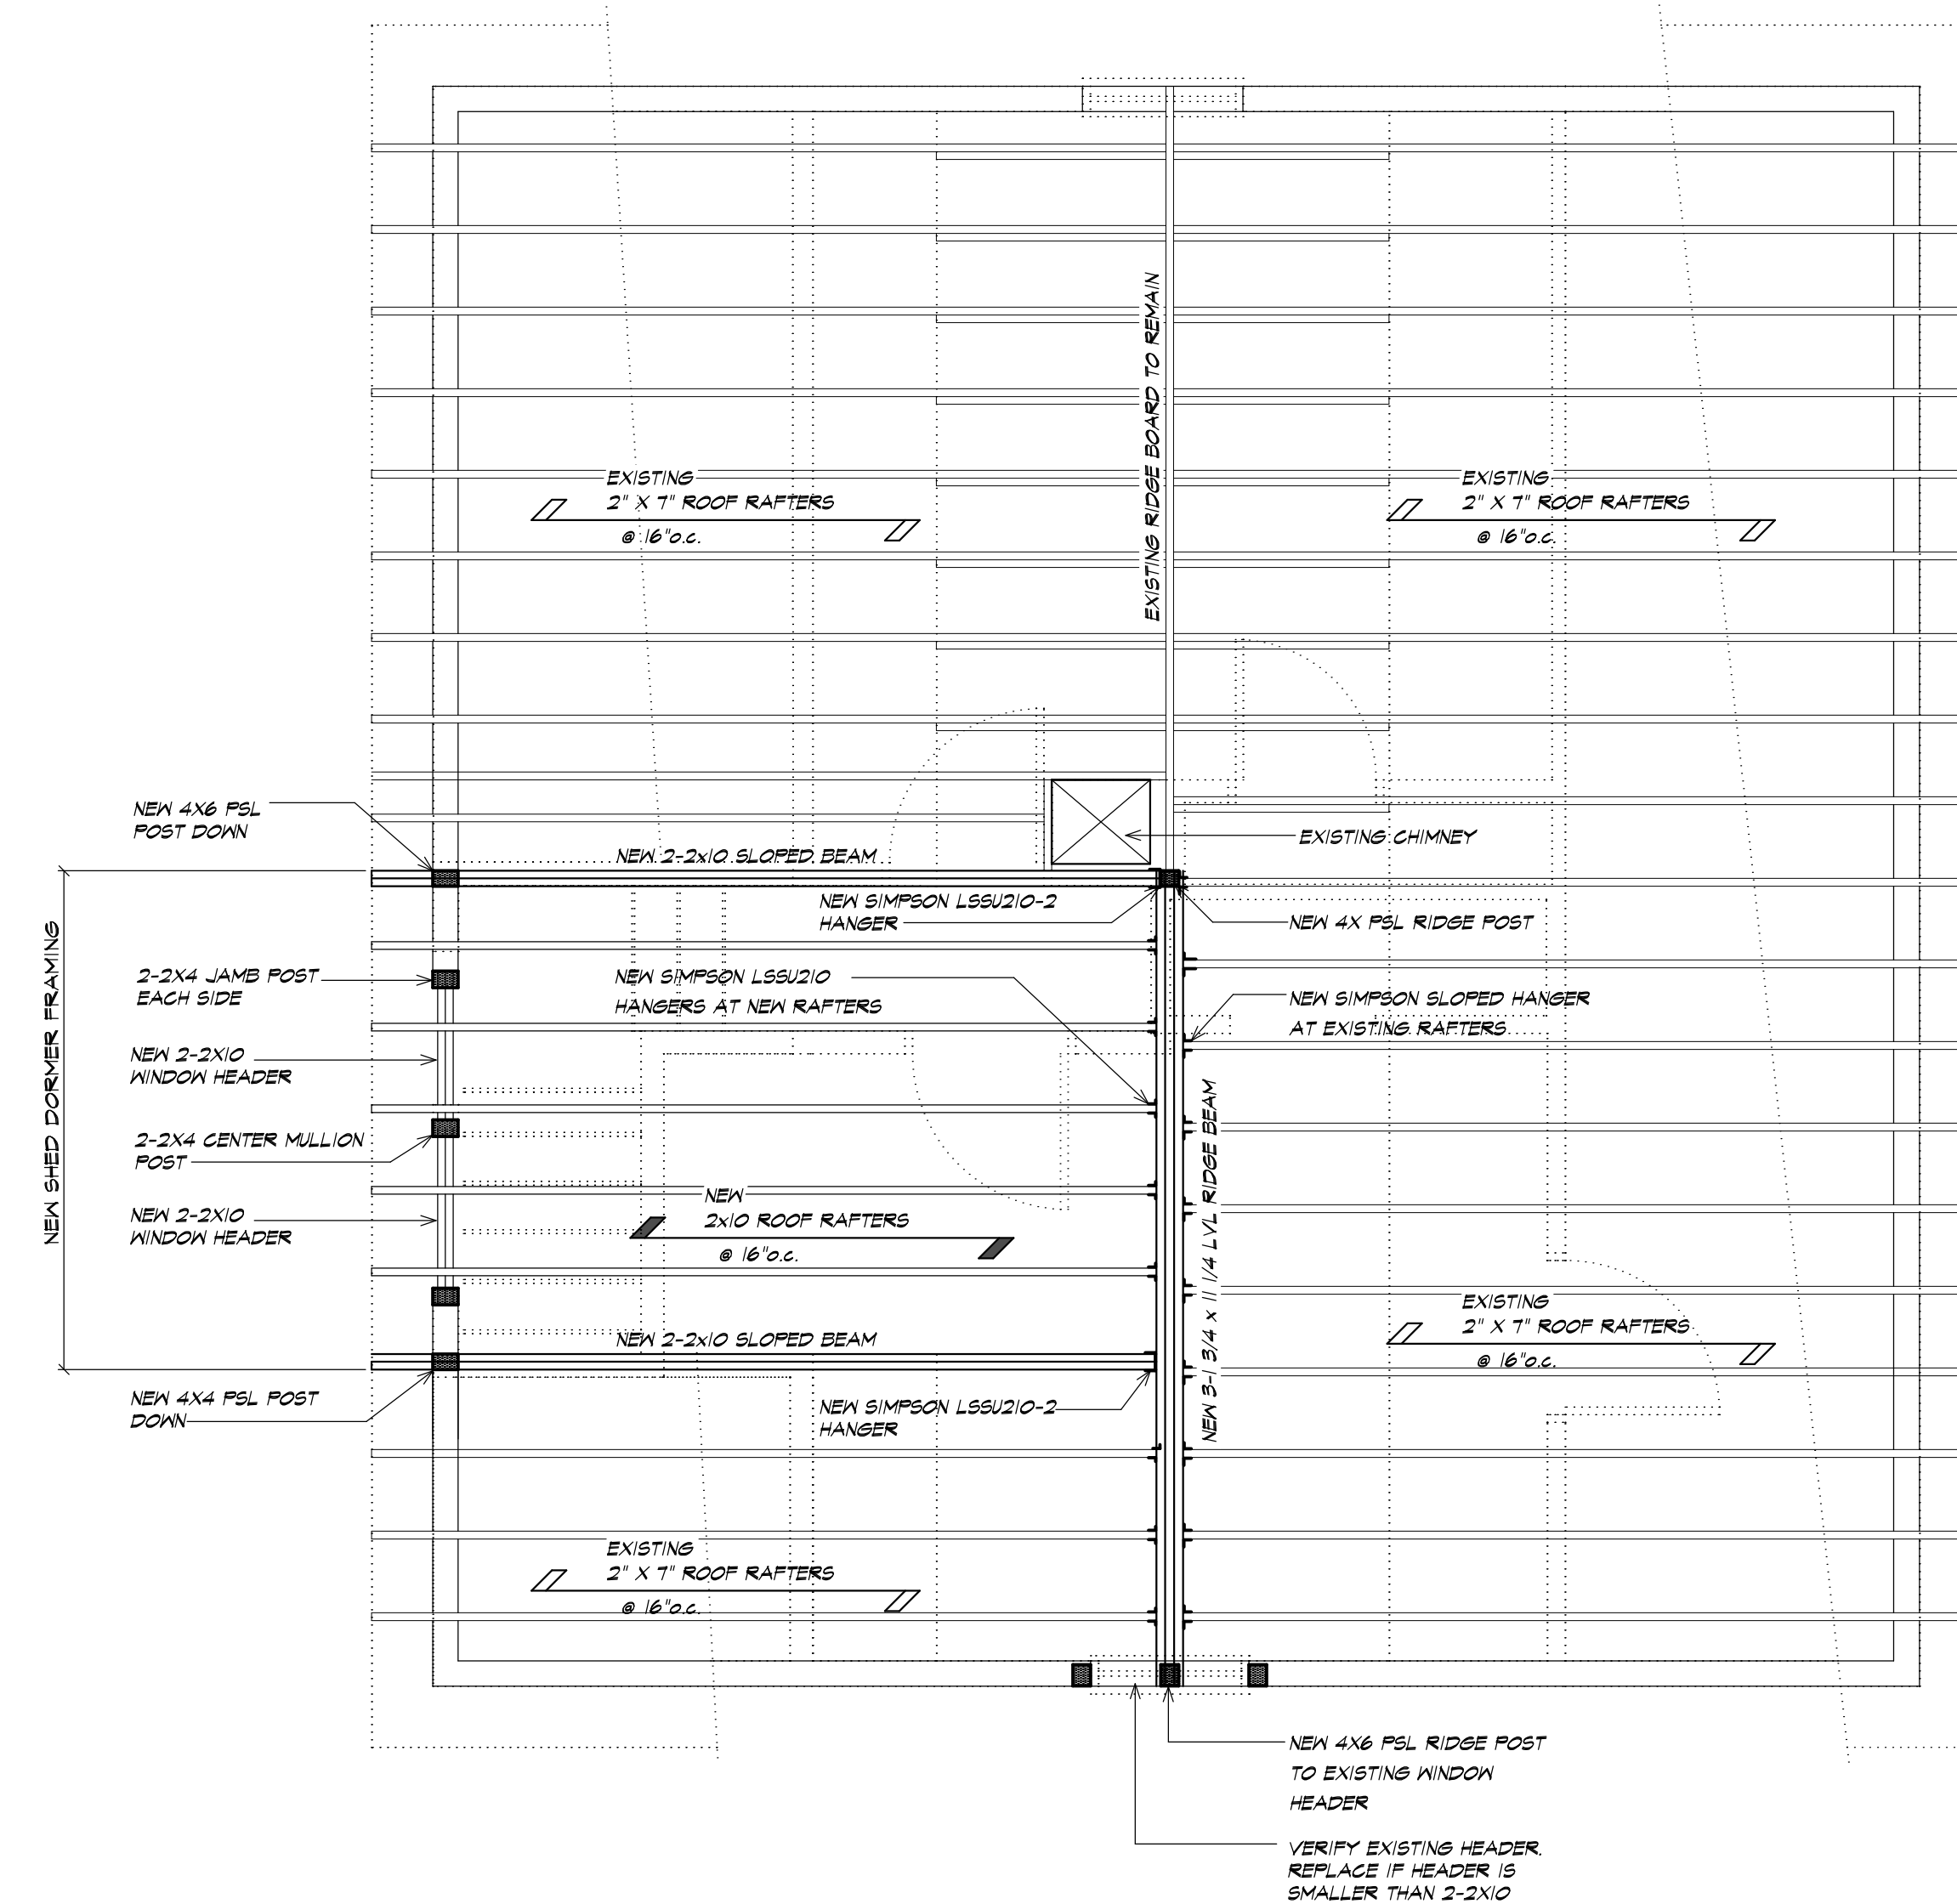 EXISTING RIDGE BOARD TO REMAIN
EXISTING
2" X 7" ROOF RAFTERS
@ 16"o.c.
EXISTING
2" X 7" ROOF RAFTERS
@ 16"o.c.
NEW 4X6 PSL
POST DOWN
EXISTING CHIMNEY
NEW 2-2x10 SLOPED BEAM
NEW SIMPSON LSSU210-2
HANGER
NEW 4X PSL RIDGE POST
NEW SHED DORMER FRAMING
2-2X4 JAMB POST
EACH SIDE
NEW SIMPSON LSSU210
HANGERS AT NEW RAFTERS
NEW SIMPSON SLOPED HANGER
AT EXISTING RAFTERS
NEW 2-2X10
WINDOW HEADER
2-2X4 CENTER MULLION
POST
NEW 3-1 3/4 x 11 1/4 LVL RIDGE BEAM
NEW
2x10 ROOF RAFTERS
@ 16"o.c.
NEW 2-2X10
WINDOW HEADER
EXISTING
2" X 7" ROOF RAFTERS
@ 16"o.c.
NEW 2-2x10 SLOPED BEAM
NEW 4X4 PSL POST
DOWN
NEW SIMPSON LSSU210-2
HANGER
EXISTING
2" X 7" ROOF RAFTERS
@ 16"o.c.
NEW 4X6 PSL RIDGE POST
TO EXISTING WINDOW
HEADER
VERIFY EXISTING HEADER.
REPLACE IF HEADER IS
SMALLER THAN 2-2X10